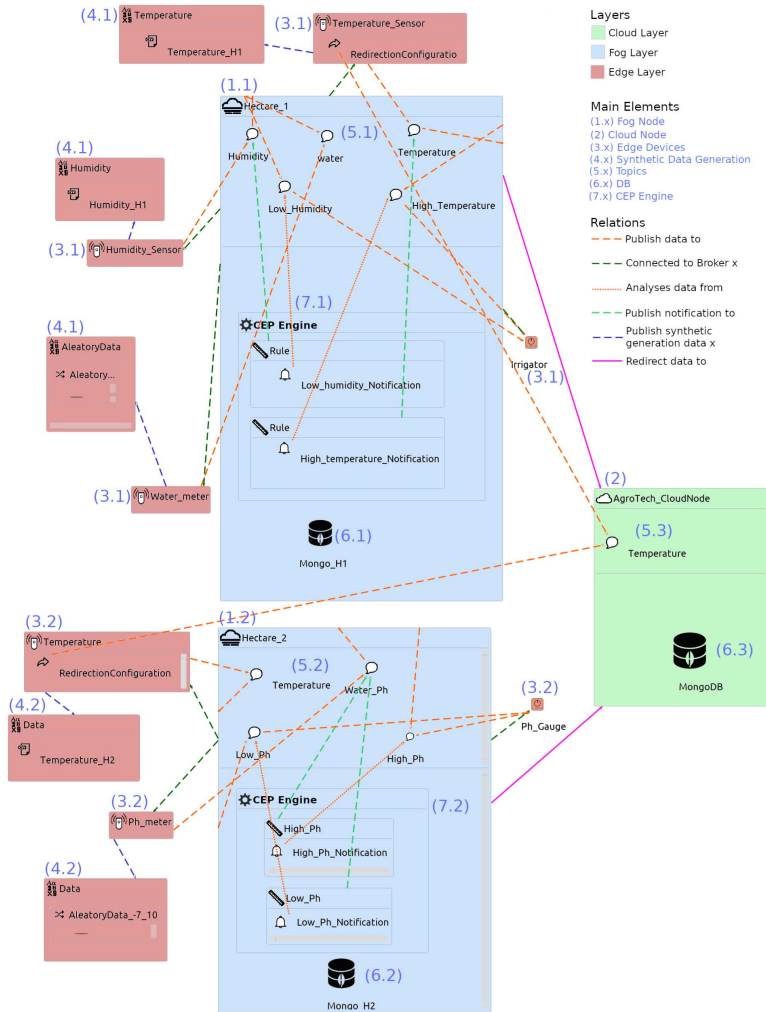 (4.1)
Temperature
Temperature_H1
(3.1)
Temperature_Sensor
RedirectionConfiguratio
Layers
Cloud Layer
Fog Layer
Edge Layer
Main Elements
(1.x) Fog Node
(2) Cloud Node
(3.x) Edge Devices
(4.x) Synthetic Data Generation
(5.x) Topics
(6.x) DB
(7.x) CEP Engine
Relations
Publish data to
Connected to Broker x
Analyses data from
Publish notification to
Publish synthetic
generation data x
Redirect data to
(1.1)
Hectare_1
(5.1)
Humidity
water
Temperature
Low_Humidity
High_Temperature
(4.1)
Humidity
Humidity_H1
(3.1)
Humidity_Sensor
(7.1)
CEP Engine
Rule
Low_humidity_Notification
Rule
High_temperature_Notification
Irrigator
(3.1)
(4.1)
AleatoryData
Aleatory...
(3.1)
Water_meter
(6.1)
Mongo_H1
(2)
AgroTech_CloudNode
(5.3)
Temperature
(6.3)
MongoDB
(3.2)
Temperature
RedirectionConfiguration
(4.2)
Data
Temperature_H2
(3.2)
Ph_meter
(4.2)
Data
AleatoryData_-7_10
(1.2)
Hectare_2
(5.2)
Temperature
Water_Ph
Low_Ph
High_Ph
(3.2)
Ph_Gauge
CEP Engine
(7.2)
High_Ph
High_Ph_Notification
Low_Ph
Low_Ph_Notification
(6.2)
Mongo_H2